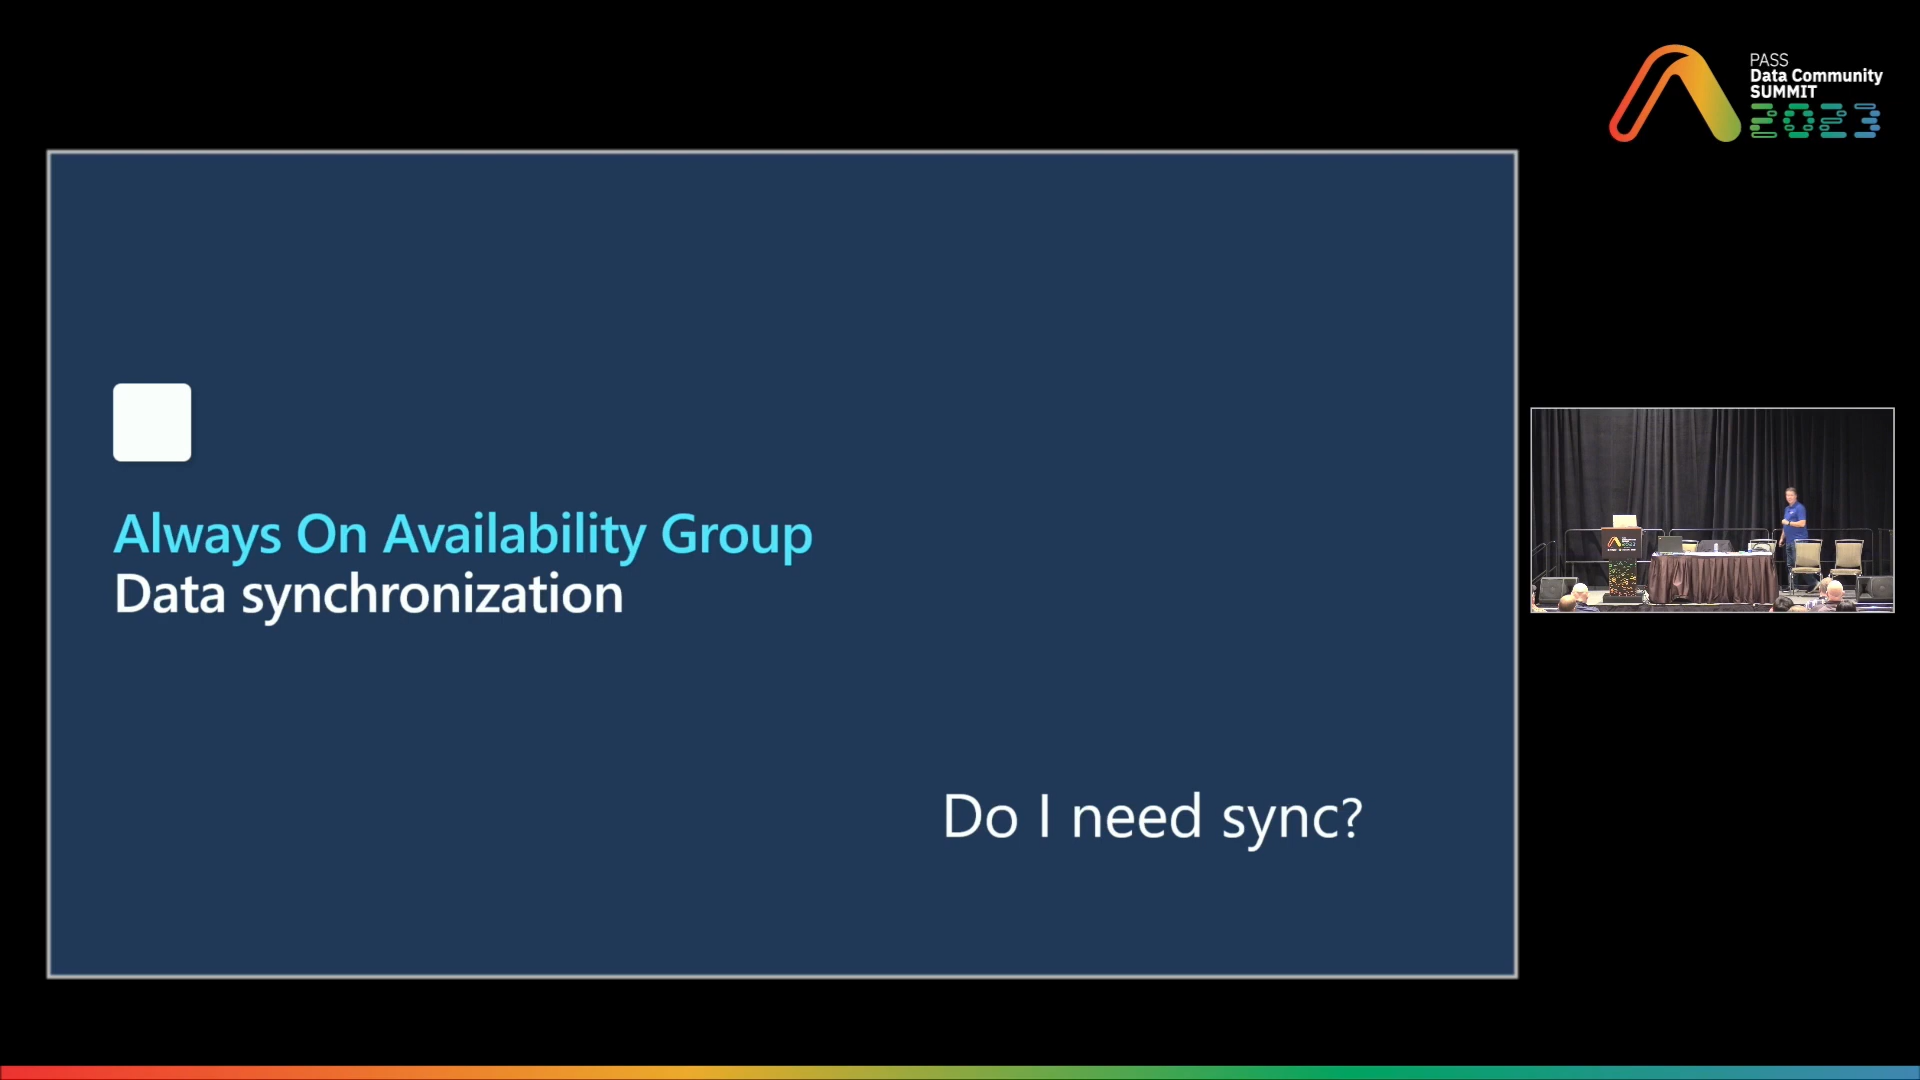 PASS
Data Community
SUMMIT
2023
Always On Availability Group
Data synchronization
Do I need sync?